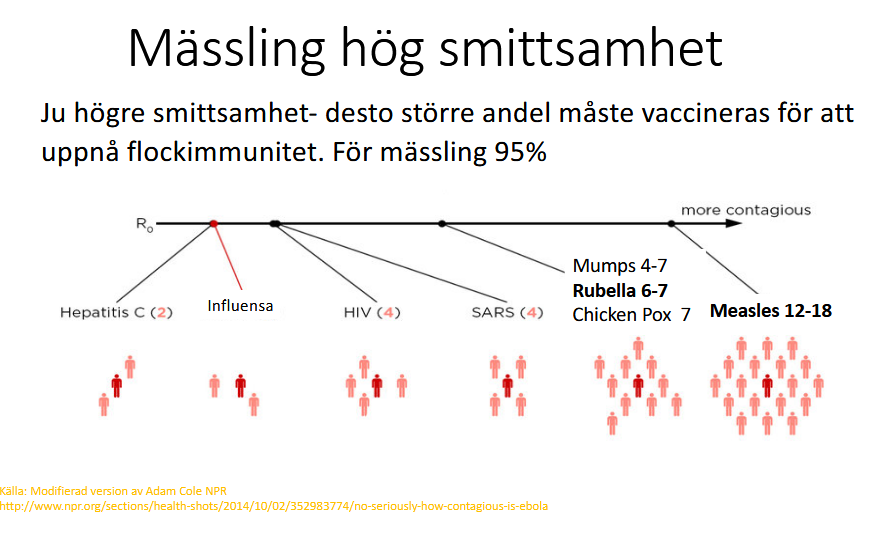 Mässling hög smittsamhet
Ju högre smittsamhet- desto större andel måste vaccineras för att
uppnå flockimmunitet. För mässling 95%
more contagious
R₀
Mumps 4-7
Rubella 6-7
Chicken Pox 7
Hepatitis C (2)
Influensa
HIV (4)
SARS (4)
Measles 12-18
Källa: Modifierad version av Adam Cole NPR
http://www.npr.org/sections/health-shots/2014/10/02/352983774/no-seriously-how-contagious-is-ebola